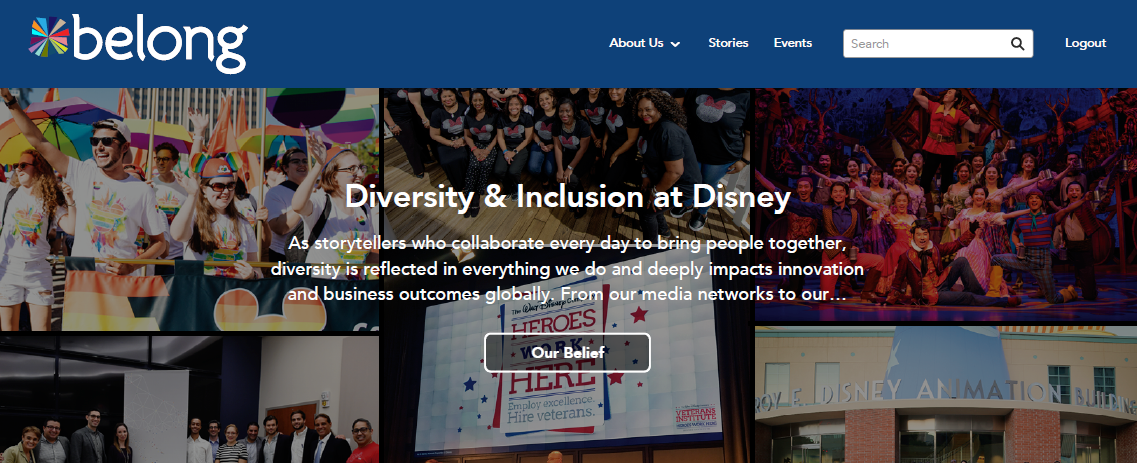 belong
About Us
Stories
Events
Search
Logout
Diversity & Inclusion at Disney
As storytellers who collaborate every day to bring people together,
diversity is reflected in everything we do and deeply impacts innovation
and business outcomes globally. From our media networks to our...
Our Belief
The Walt Disney Company
HEROES
WORK
HERE
Employ excellence.
Hire veterans.
VETERANS
INSTITUTE
ROY E. DISNEY ANIMATION BUILDING